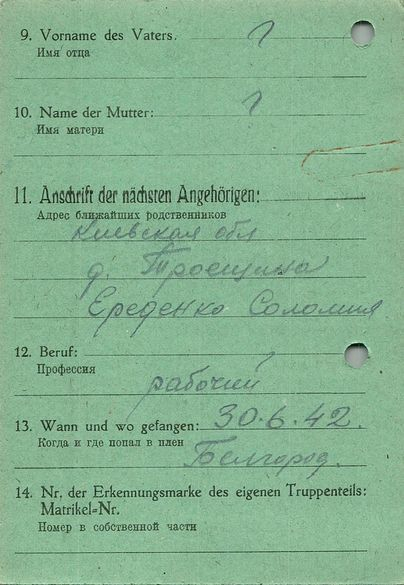 9. Vorname des Vaters.
Имя отца
10. Name der Mutter:
Имя матери
11. Anschrift der nächsten Angehörigen:
Адрес ближайших родственников
Киевская обл
д. Троещина
Ереденко Соломия
12. Beruf:
Профессия
рабочий
13. Wann und wo gefangen: 30.6.42.
Когда и где попал в плен
Белгород.
14. Nr. der Erkennungsmarke des eigenen Truppenteils:
Matrikel=Nr.
Номер в собственной части